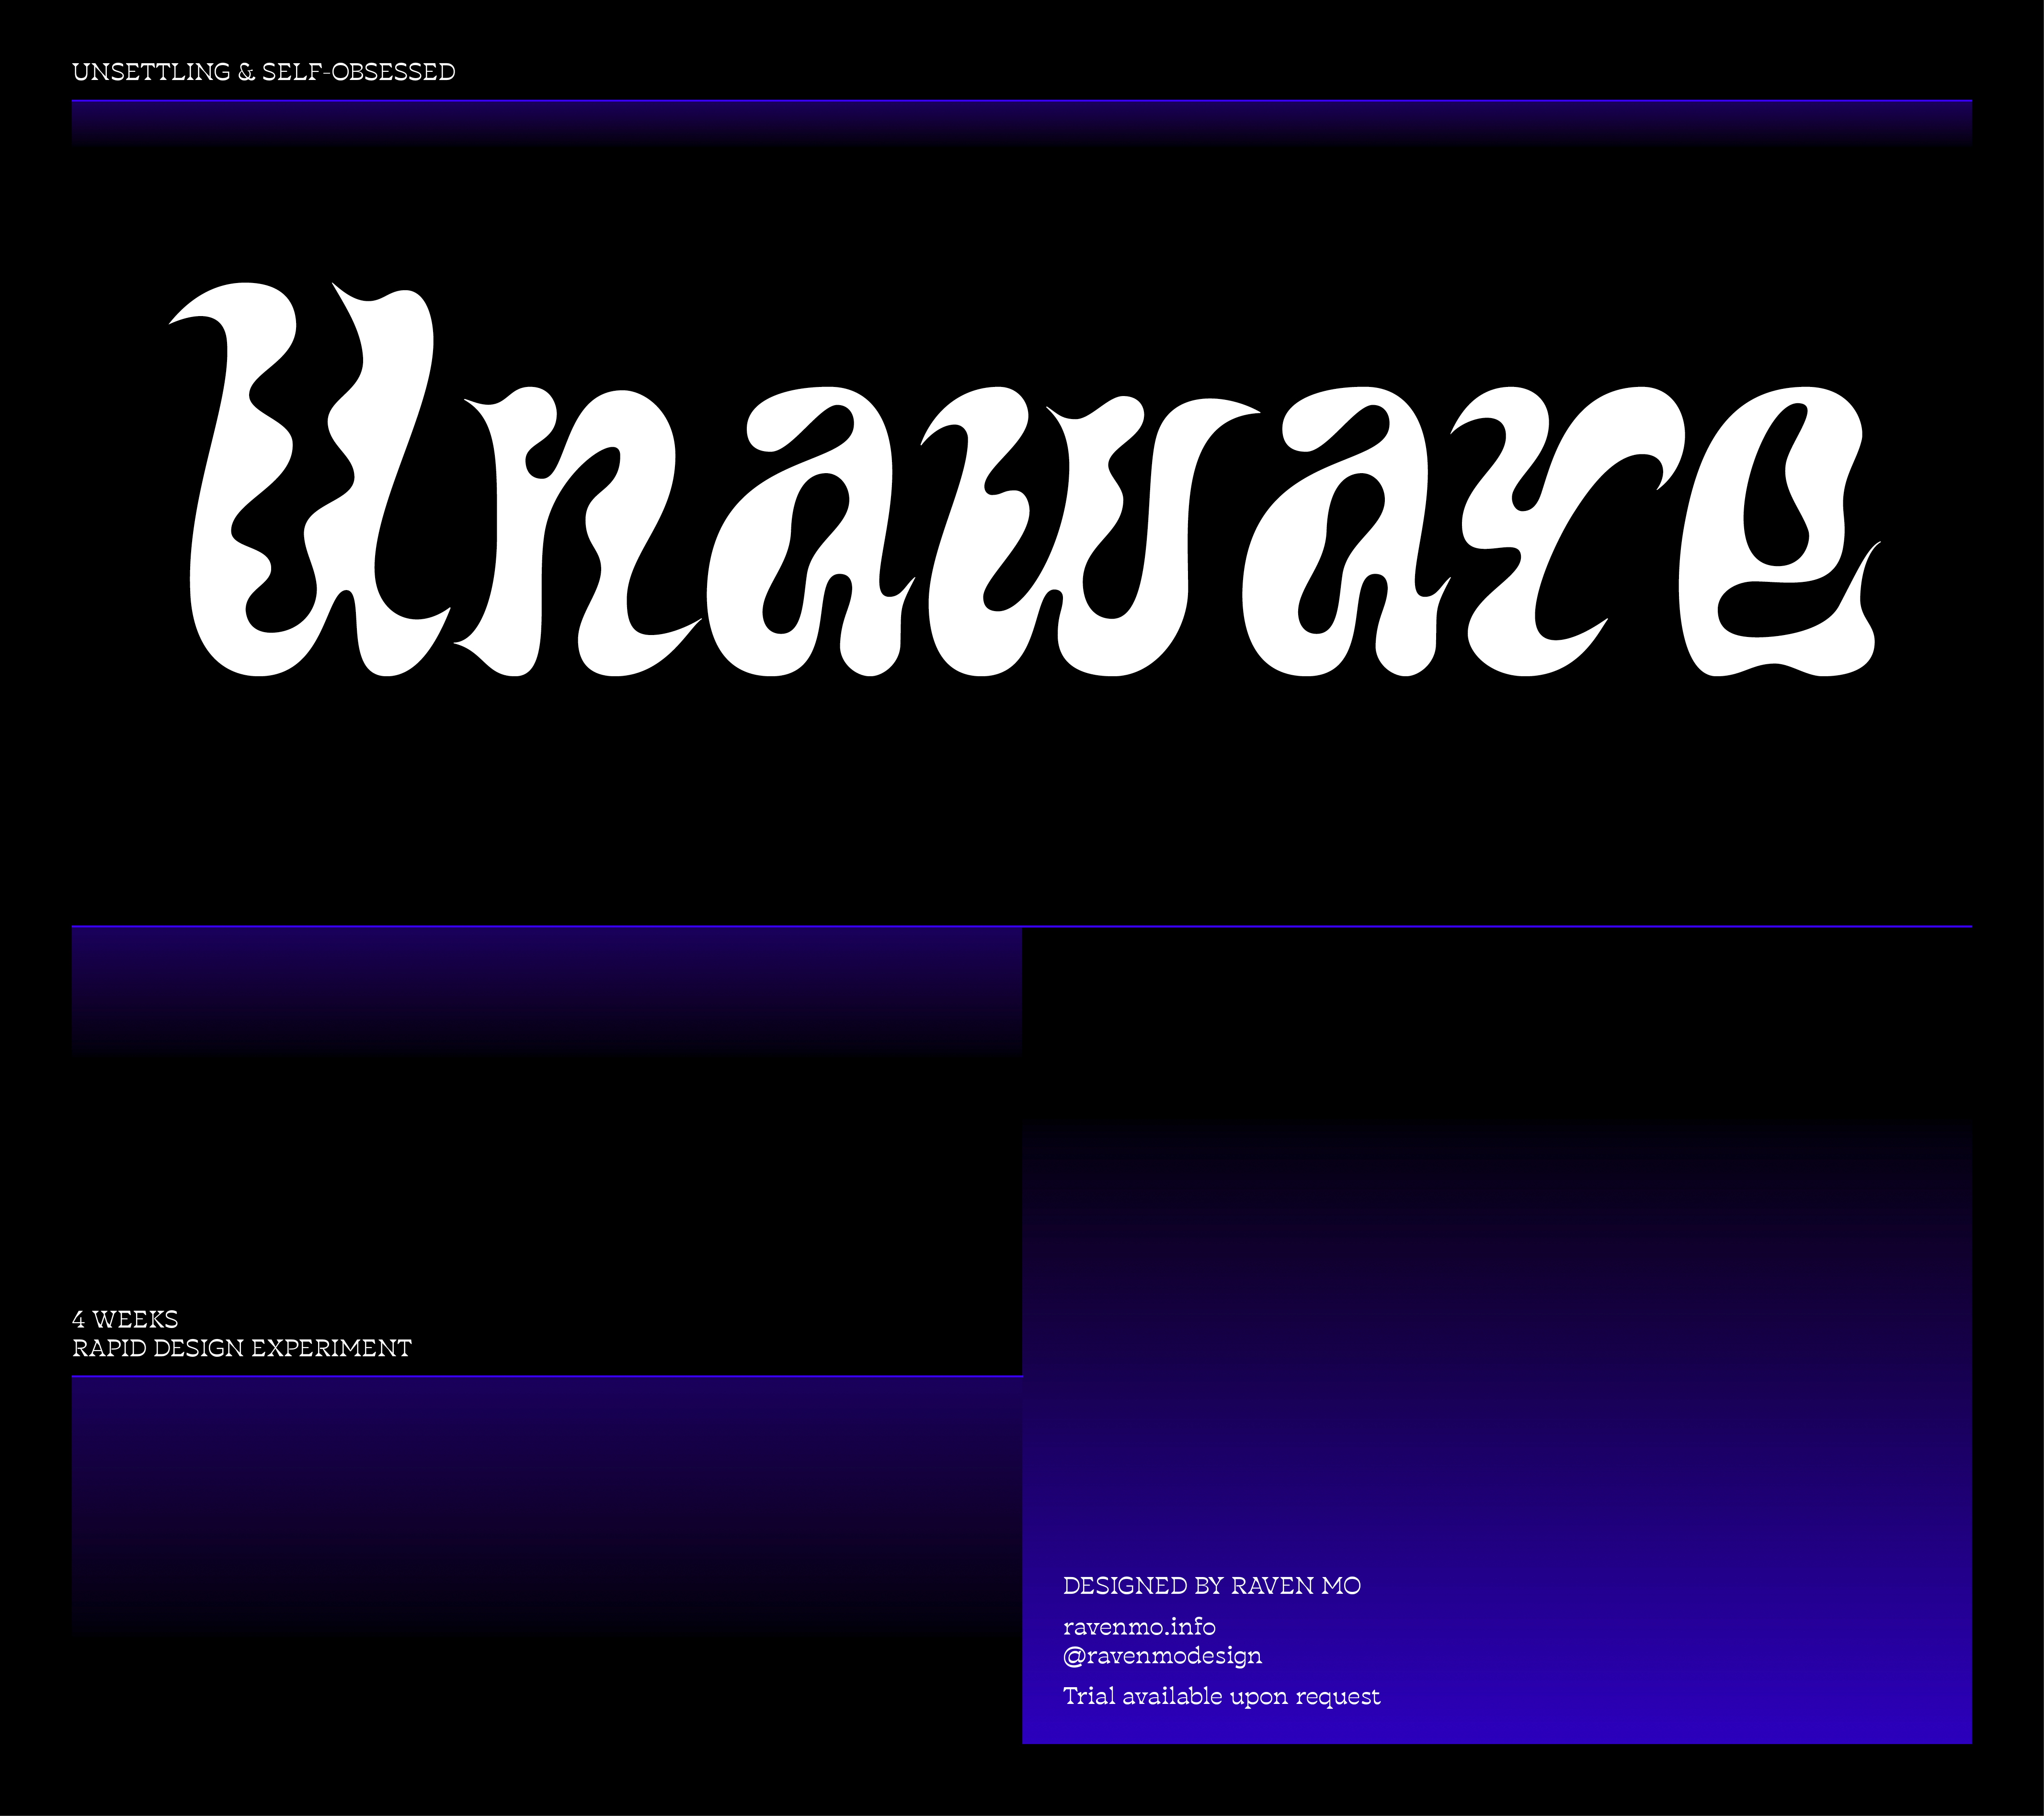 UNSETTLING & SELF-OBSESSED
Unaware
4 WEEKS
RAPID DESIGN EXPERIMENT
DESIGNED BY RAVEN MO
ravenmo.info
@ravenmodesign
Trial available upon request